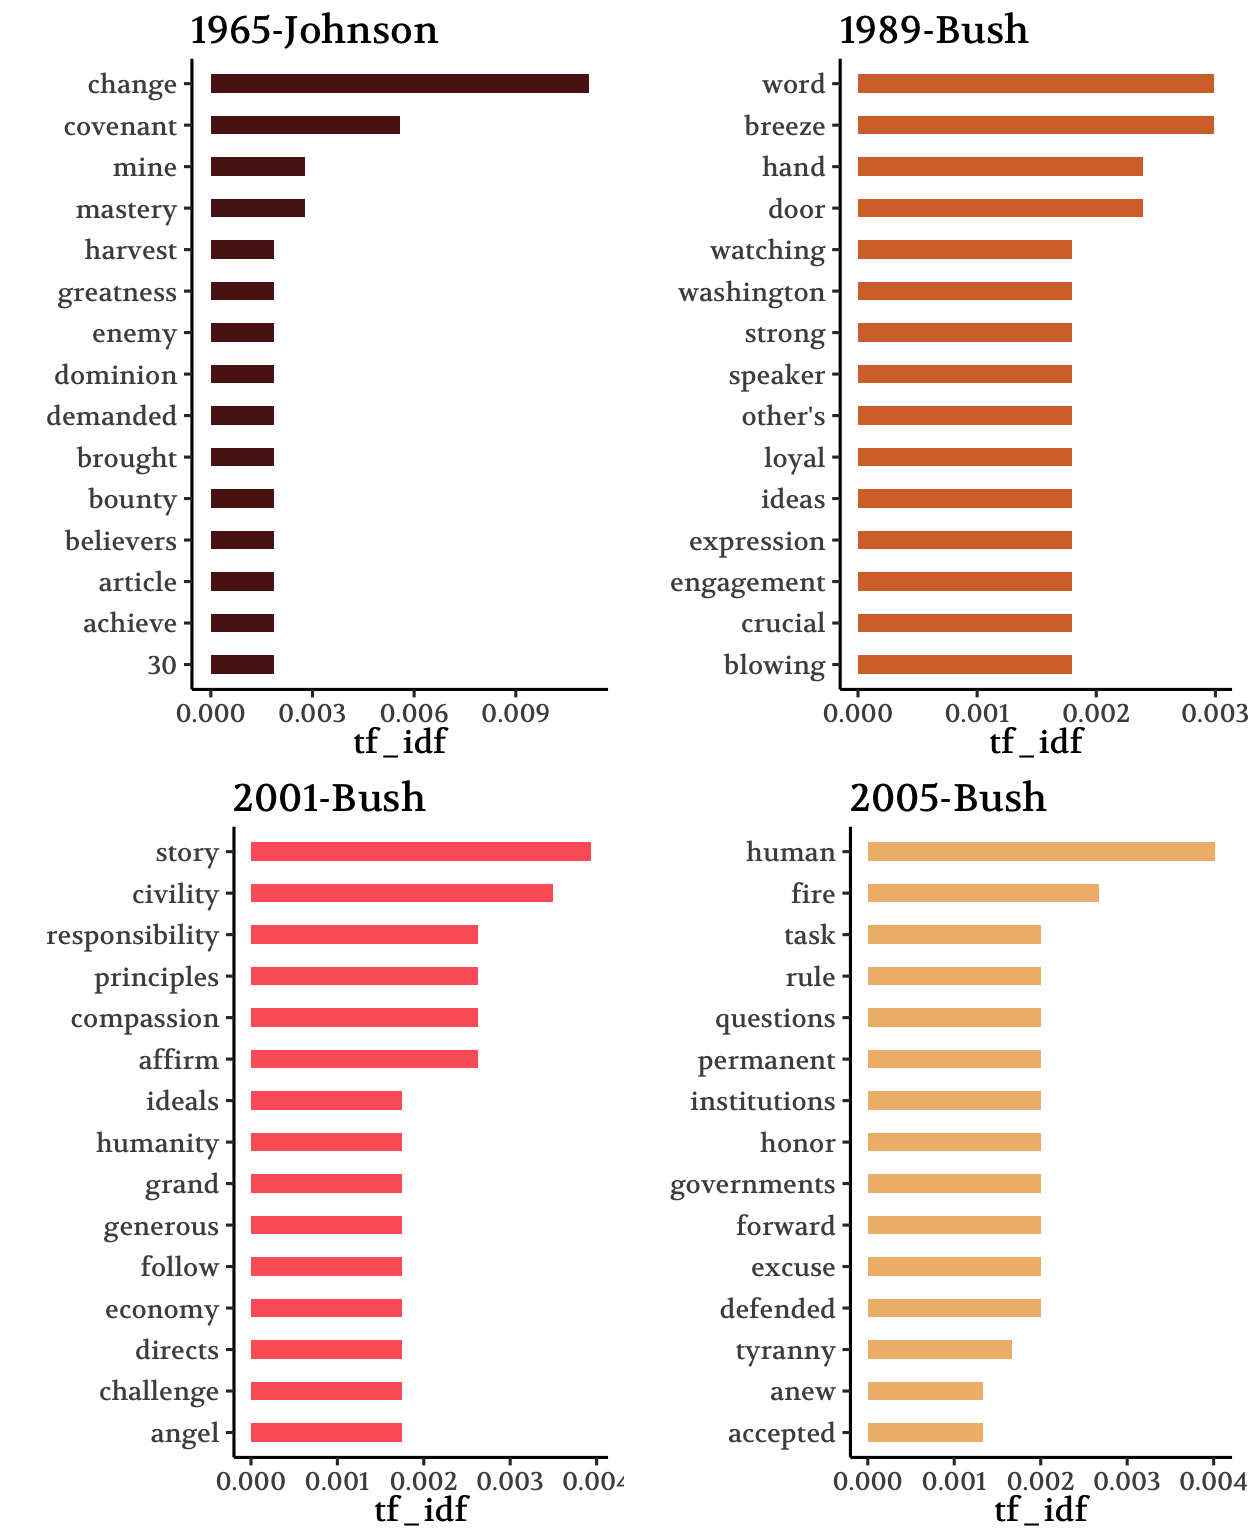 1965-Johnson
change
covenant
mine
mastery
harvest
greatness
enemy
dominion
demanded
brought
bounty
believers
article
achieve
30
0.000 0.003 0.006 0.009
tf_idf
1989-Bush
word
breeze
hand
door
watching
washington
strong
speaker
other's
loyal
ideas
expression
engagement
crucial
blowing
0.000 0.001 0.002 0.003
tf_idf
2001-Bush
story
civility
responsibility
principles
compassion
affirm
ideals
humanity
grand
generous
follow
economy
directs
challenge
angel
0.000 0.001 0.002 0.003 0.004
tf_idf
2005-Bush
human
fire
task
rule
questions
permanent
institutions
honor
governments
forward
excuse
defended
tyranny
anew
accepted
0.000 0.001 0.002 0.003 0.004
tf_idf